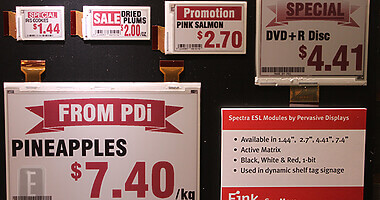 SPECIAL
$1.44
SALE
DRIED
PLUMS
$2.00
Promotion
PINK SALMON
$2.70
SPECIAL
DVD+R Disc
$4.41
FROM PDi
PINEAPPLES
$7.40
/kg
Spectra ESL Modules by Pervasive Displays
• Available in 1.44", 2.7", 4.41", 7.4"
• Active Matrix
• Black, White & Red, 1-bit
• Used in dynamic shelf tag signage